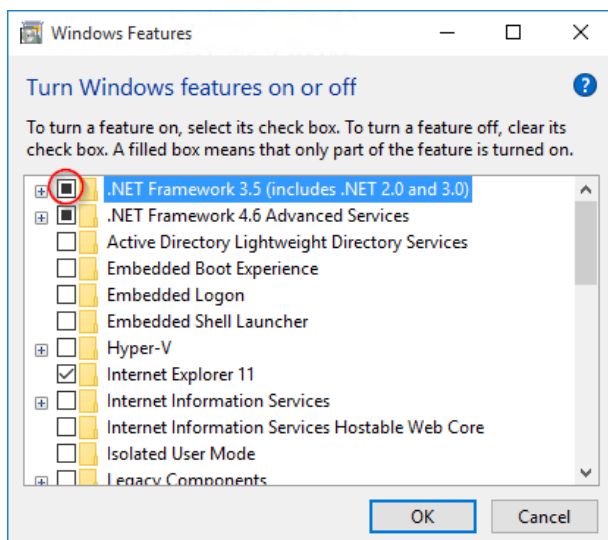 Windows Features
Turn Windows features on or off
To turn a feature on, select its check box. To turn a feature off, clear its
check box. A filled box means that only part of the feature is turned on.
.NET Framework 3.5 (includes .NET 2.0 and 3.0)
.NET Framework 4.6 Advanced Services
Active Directory Lightweight Directory Services
Embedded Boot Experience
Embedded Logon
Embedded Shell Launcher
Hyper-V
Internet Explorer 11
Internet Information Services
Internet Information Services Hostable Web Core
Isolated User Mode
Legacy Components
OK Cancel